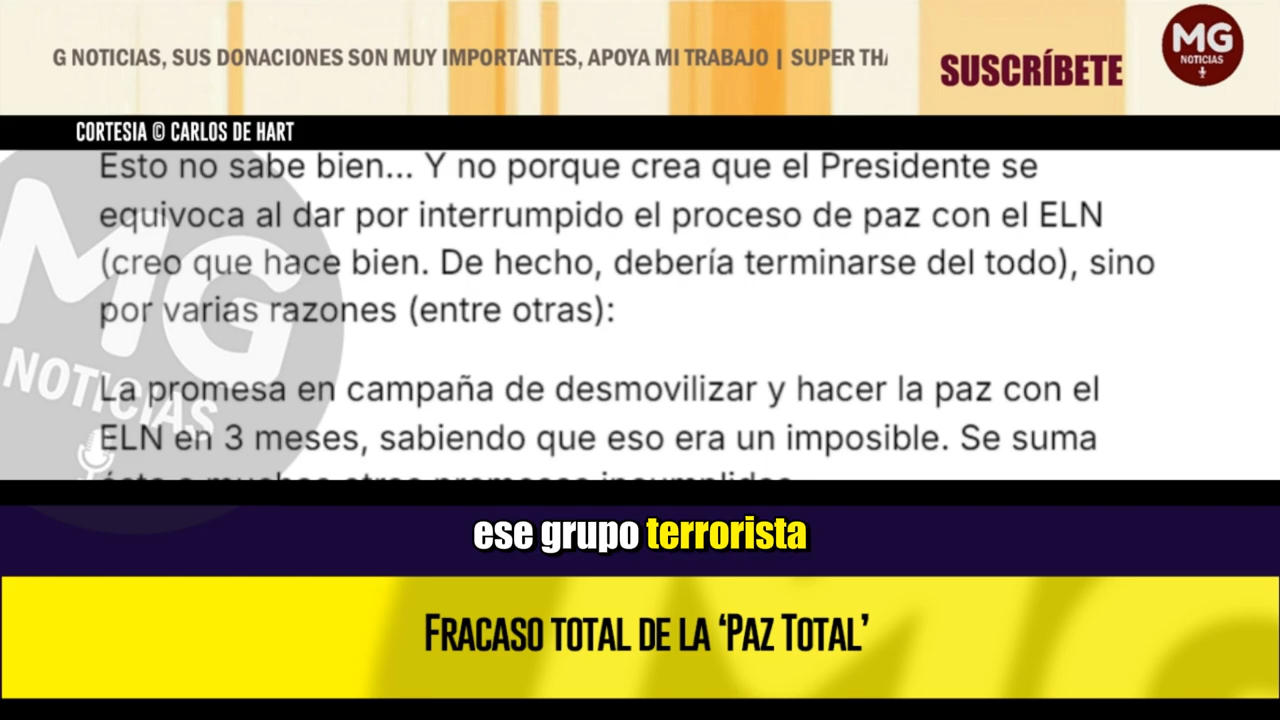 G NOTICIAS, SUS DONACIONES SON MUY IMPORTANTES, APOYA MI TRABAJO | SUPER
SUSCRÍBETE
MG
NOTICIAS
CORTESIA © CARLOS DE HART
Esto no sabe bien... Y no porque crea que el Presidente se
equivoca al dar por interrumpido el proceso de paz con el ELN
(creo que hace bien. De hecho, debería terminarse del todo), sino
por varias razones (entre otras):
La promesa en campaña de desmovilizar y hacer la paz con el
ELN en 3 meses, sabiendo que eso era un imposible. Se suma
MG
NOTICIAS
ese grupo terrorista
FRACASO TOTAL DE LA ‘PAZ TOTAL’